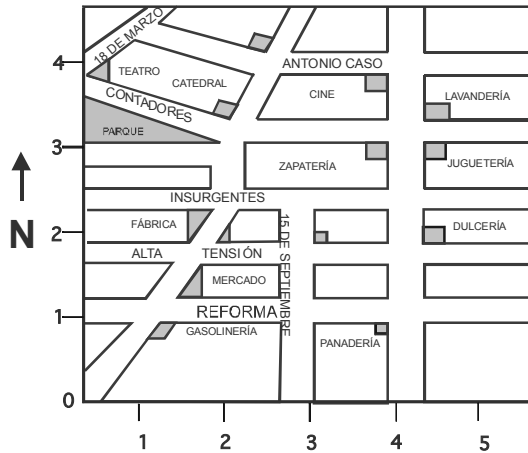 18 DE MARZO
4
TEATRO
ANTONIO CASO
CATEDRAL
CINE
LAVANDERÍA
CONTADORES
PARQUE
3
ZAPATERÍA
JUGUETERÍA
INSURGENTES
N
2
FÁBRICA
15 DE SEPTIEMBRE
DULCERÍA
ALTA
TENSIÓN
MERCADO
1
REFORMA
GASOLINERÍA
PANADERÍA
0
1
2
3
4
5